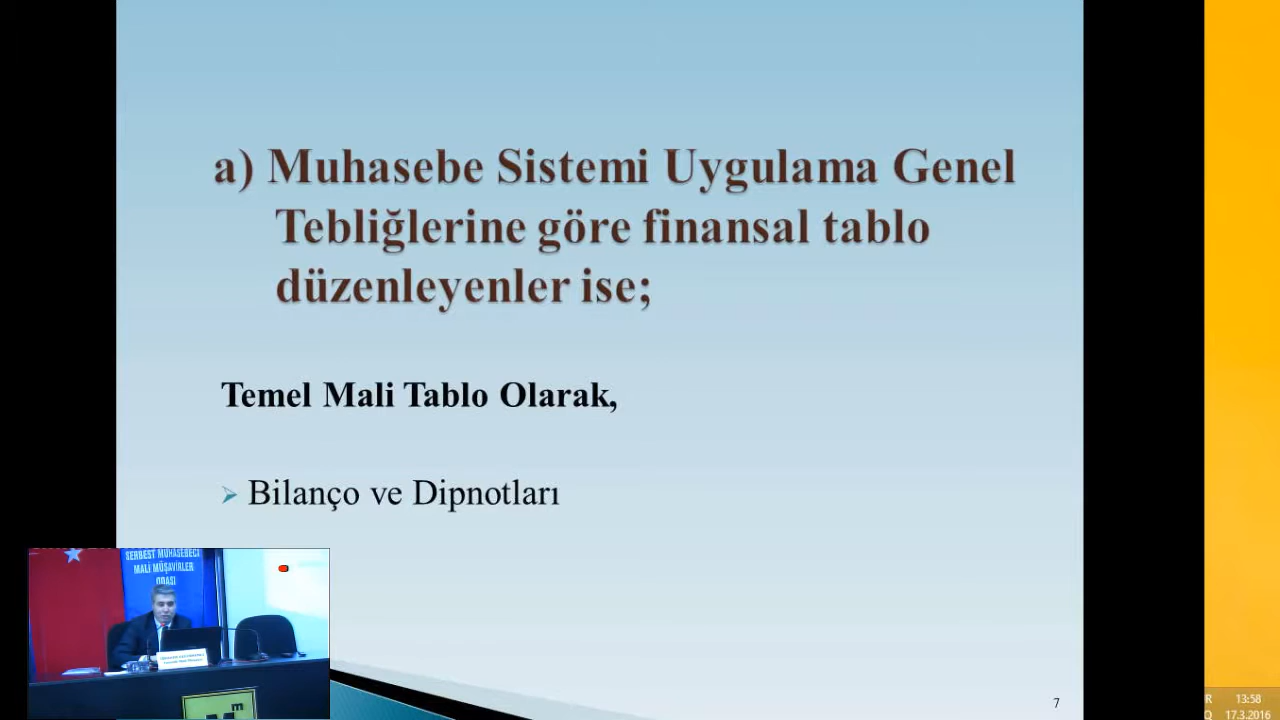 a) Muhasebe Sistemi Uygulama Genel
Tebliğlerine göre finansal tablo
düzenleyenler ise;
Temel Mali Tablo Olarak,
Bilanço ve Dipnotları
SERBEST MUHASEBECİ
MALİ MÜŞAVİRLER
ODASI
m
7
R 13:58
Q 17.3.2016